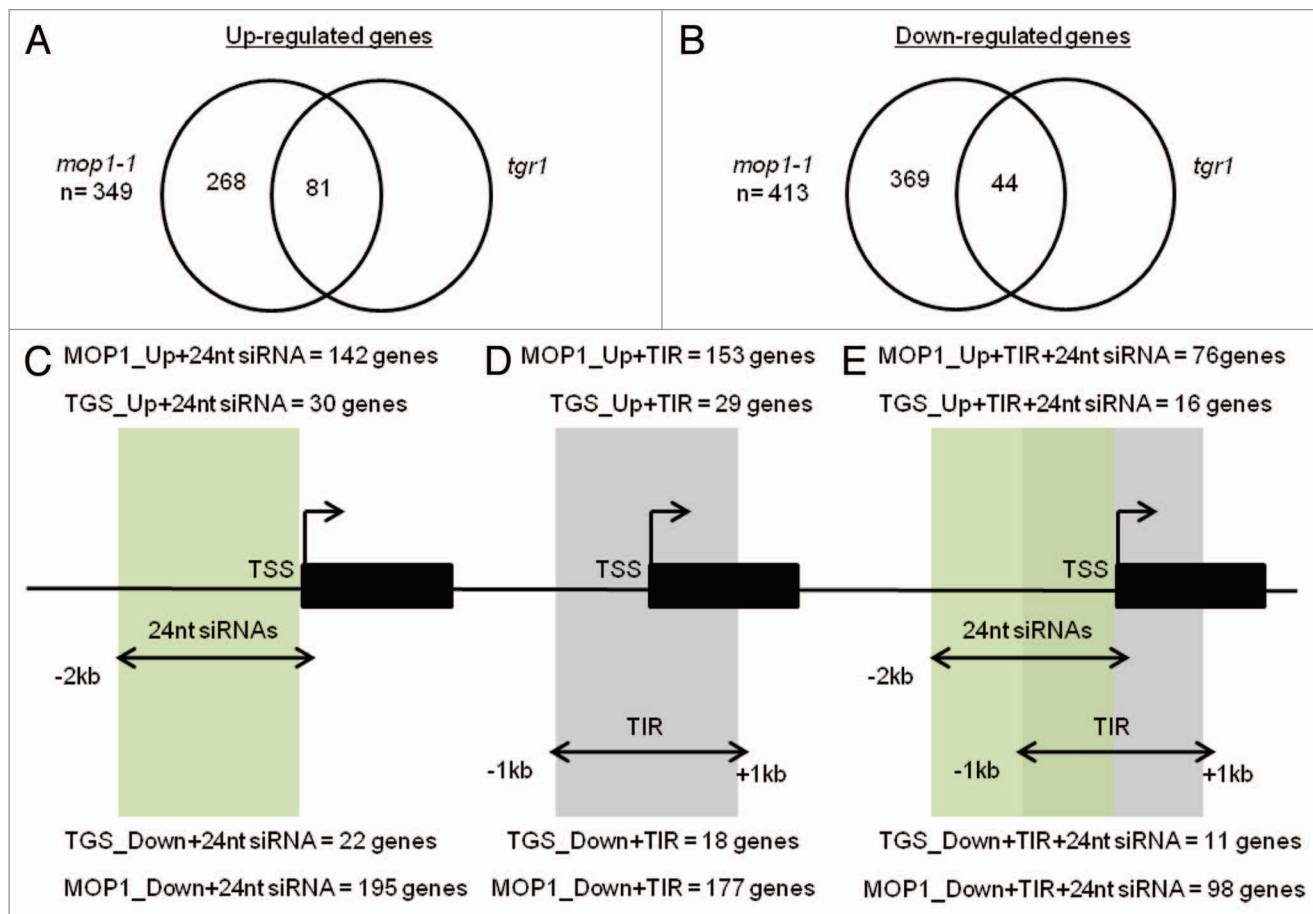 A
Up-regulated genes
mop1-1
n= 349
268
81
tgr1
B
Down-regulated genes
mop1-1
n= 413
369
44
tgr1
C
MOP1_Up+24nt siRNA = 142 genes
TGS_Up+24nt siRNA = 30 genes
TSS
24nt siRNAs
-2kb
TGS_Down+24nt siRNA = 22 genes
MOP1_Down+24nt siRNA = 195 genes
D
MOP1_Up+TIR = 153 genes
TGS_Up+TIR = 29 genes
TSS
TIR
-1kb
+1kb
TGS_Down+TIR = 18 genes
MOP1_Down+TIR = 177 genes
E
MOP1_Up+TIR+24nt siRNA = 76genes
TGS_Up+TIR+24nt siRNA = 16 genes
TSS
24nt siRNAs
-2kb
TIR
-1kb
+1kb
TGS_Down+TIR+24nt siRNA = 11 genes
MOP1_Down+TIR+24nt siRNA = 98 genes